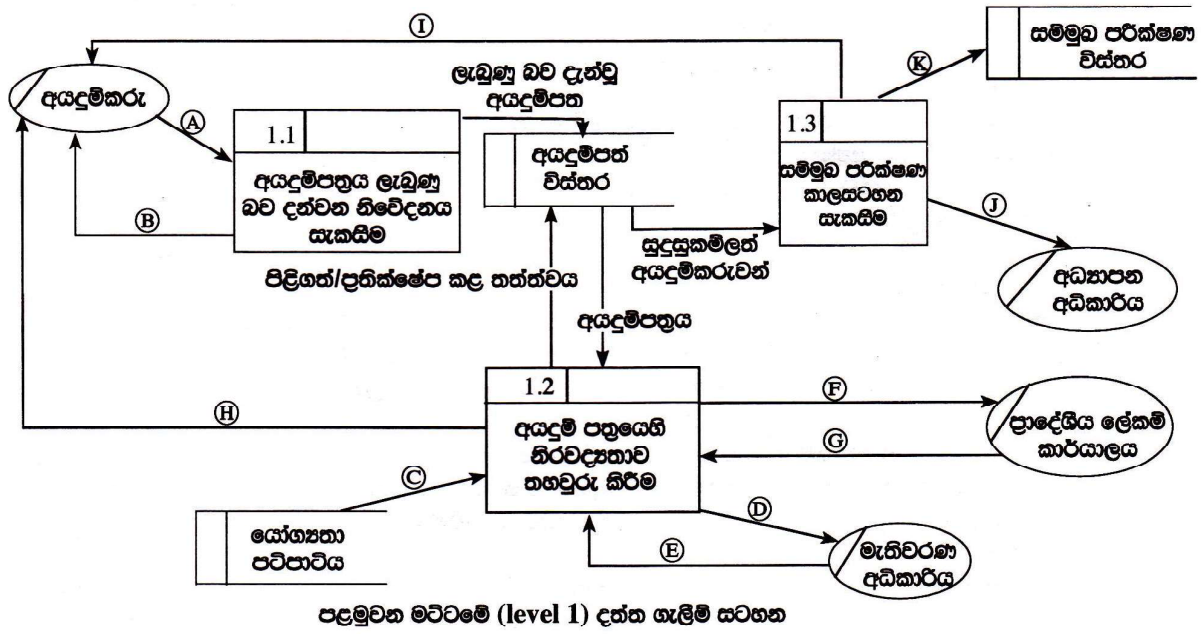 Ⓘ
සම්මුඛ පරීක්ෂණ
විස්තර
Ⓚ
අයදුම්කරු
ලැබුණු බව දැන්වූ
අයදුම්පත
Ⓐ
1.1
අයදුම්පත්‍රය ලැබුණු
බව දන්වන නිවේදනය
සැකසීම
Ⓑ
අයදුම්පත්
විස්තර
1.3
සම්මුඛ පරීක්ෂණ
කාලසටහන
සැකසීම
Ⓙ
සුදුසුකම්ලත්
අයදුම්කරුවන්
අධ්‍යාපන
අධිකාරිය
පිළිගත්/ප්‍රතික්ෂේප කළ තත්ත්වය
අයදුම්පත්‍රය
1.2
අයදුම් පත්‍රයෙහි
නිරවද්‍යතාව
තහවුරු කිරීම
Ⓕ
Ⓗ
Ⓖ
ප්‍රාදේශීය ලේකම්
කාර්යාලය
Ⓒ
යෝග්‍යතා
පටිපාටිය
Ⓓ
Ⓔ
මැතිවරණ
අධිකාරිය
පළමුවන මට්ටමේ (level 1) දත්ත ගැලීම් සටහන